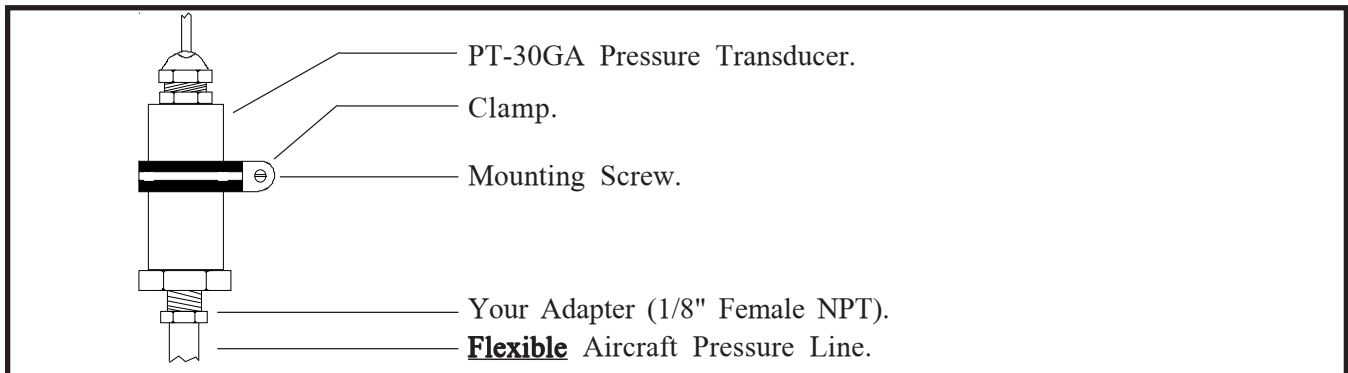 PT-30GA Pressure Transducer.
Clamp.
Mounting Screw.
Your Adapter (1/8" Female NPT).
Flexible Aircraft Pressure Line.